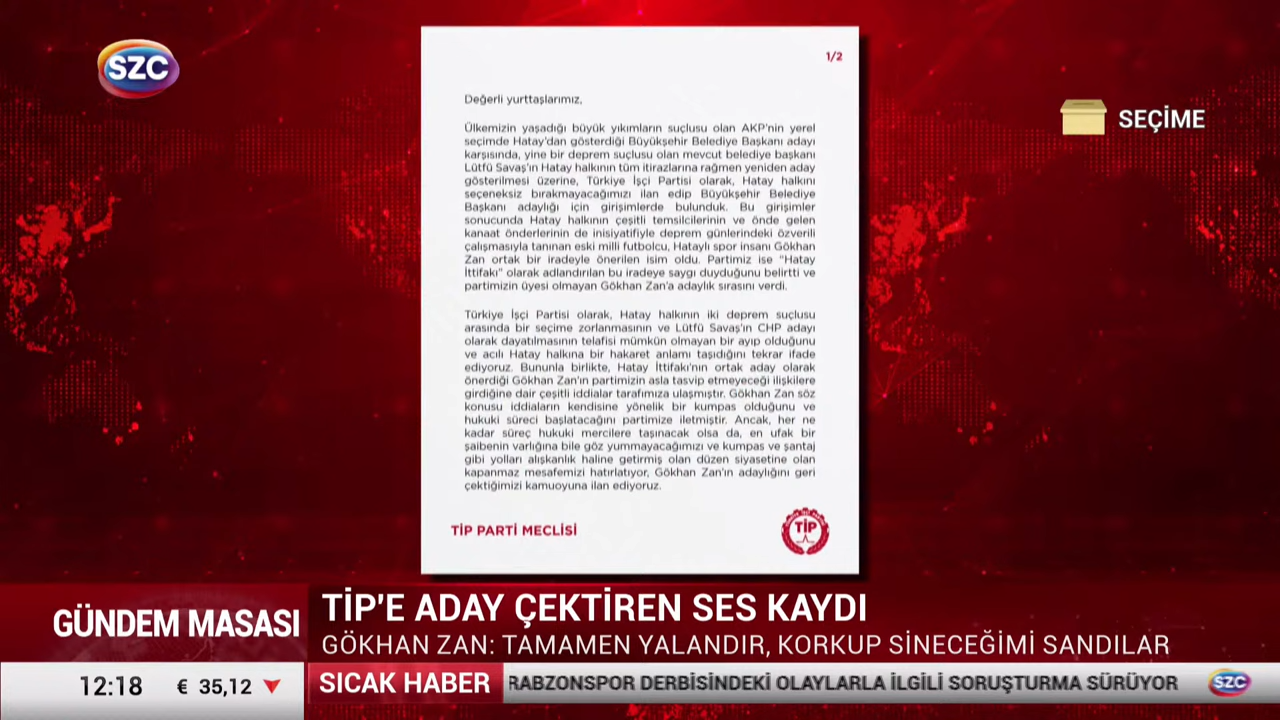 SZC
SEÇİME
1/2
Değerli yurttaşlarımız,
Ülkemizin yaşadığı büyük yıkımların suçlusu olan AKP'nin yerel
seçimde Hatay'dan gösterdiği Büyükşehir Belediye Başkanı adayı
karşısında, yine bir deprem suçlusu olan mevcut belediye başkanı
Lütfü Savaş'ın Hatay halkının tüm itirazlarına rağmen yeniden aday
gösterilmesi üzerine, Türkiye İşçi Partisi olarak, Hatay halkını
seçeneksiz bırakmayacağımızı ilan edip Büyükşehir Belediye
Başkanı adaylığı için girişimlerde bulunduk. Bu girişimler
sonucunda Hatay halkının çeşitli temsilcilerinin ve önde gelen
kanaat önderlerinin de inisiyatifiyle deprem günlerindeki özverili
çalışmasıyla tanınan eski milli futbolcu, Hataylı spor insanı Gökhan
Zan ortak bir iradeyle önerilen isim oldu. Partimiz ise "Hatay
İttifakı" olarak adlandırılan bu iradeye saygı duyduğunu belirtti ve
partimizin üyesi olmayan Gökhan Zan'a adaylık sırasını verdi.
Türkiye İşçi Partisi olarak, Hatay halkının iki deprem suçlusu
arasında bir seçime zorlanmasının ve Lütfü Savaş'ın CHP adayı
olarak dayatılmasının telafisi mümkün olmayan bir ayıp olduğunu
ve acılı Hatay halkına bir hakaret anlamı taşıdığını tekrar ifade
ediyoruz. Bununla birlikte, Hatay İttifakı'nın ortak aday olarak
önerdiği Gökhan Zan'ın partimizin asla tasvip etmeyeceği ilişkilere
girdiğine dair çeşitli iddialar tarafımıza ulaşmıştır. Gökhan Zan söz
konusu iddiaların kendisine yönelik bir kumpas olduğunu ve
hukuki süreci başlatacağını partimize iletmiştir. Ancak, her ne
kadar süreç hukuki mercilere taşınacak olsa da, en ufak bir
şaibenin varlığına bile göz yummayacağımızı ve kumpas ve şantaj
gibi yolları alışkanlık haline getirmiş olan düzen siyasetine olan
kapanmaz mesafemizi hatırlatıyor, Gökhan Zan'ın adaylığını geri
çektiğimizi kamuoyuna ilan ediyoruz.
TİP PARTİ MECLİSİ
TİP
GÜNDEM MASASI
TİP'E ADAY ÇEKTİREN SES KAYDI
GÖKHAN ZAN: TAMAMEN YALANDIR, KORKUP SİNECEĞİMİ SANDILAR
12:18 € 35,12
SICAK HABER
RABZONSPOR DERBİSİNDEKİ OLAYLARLA İLGİLİ SORUŞTURMA SÜRÜYOR
SZC